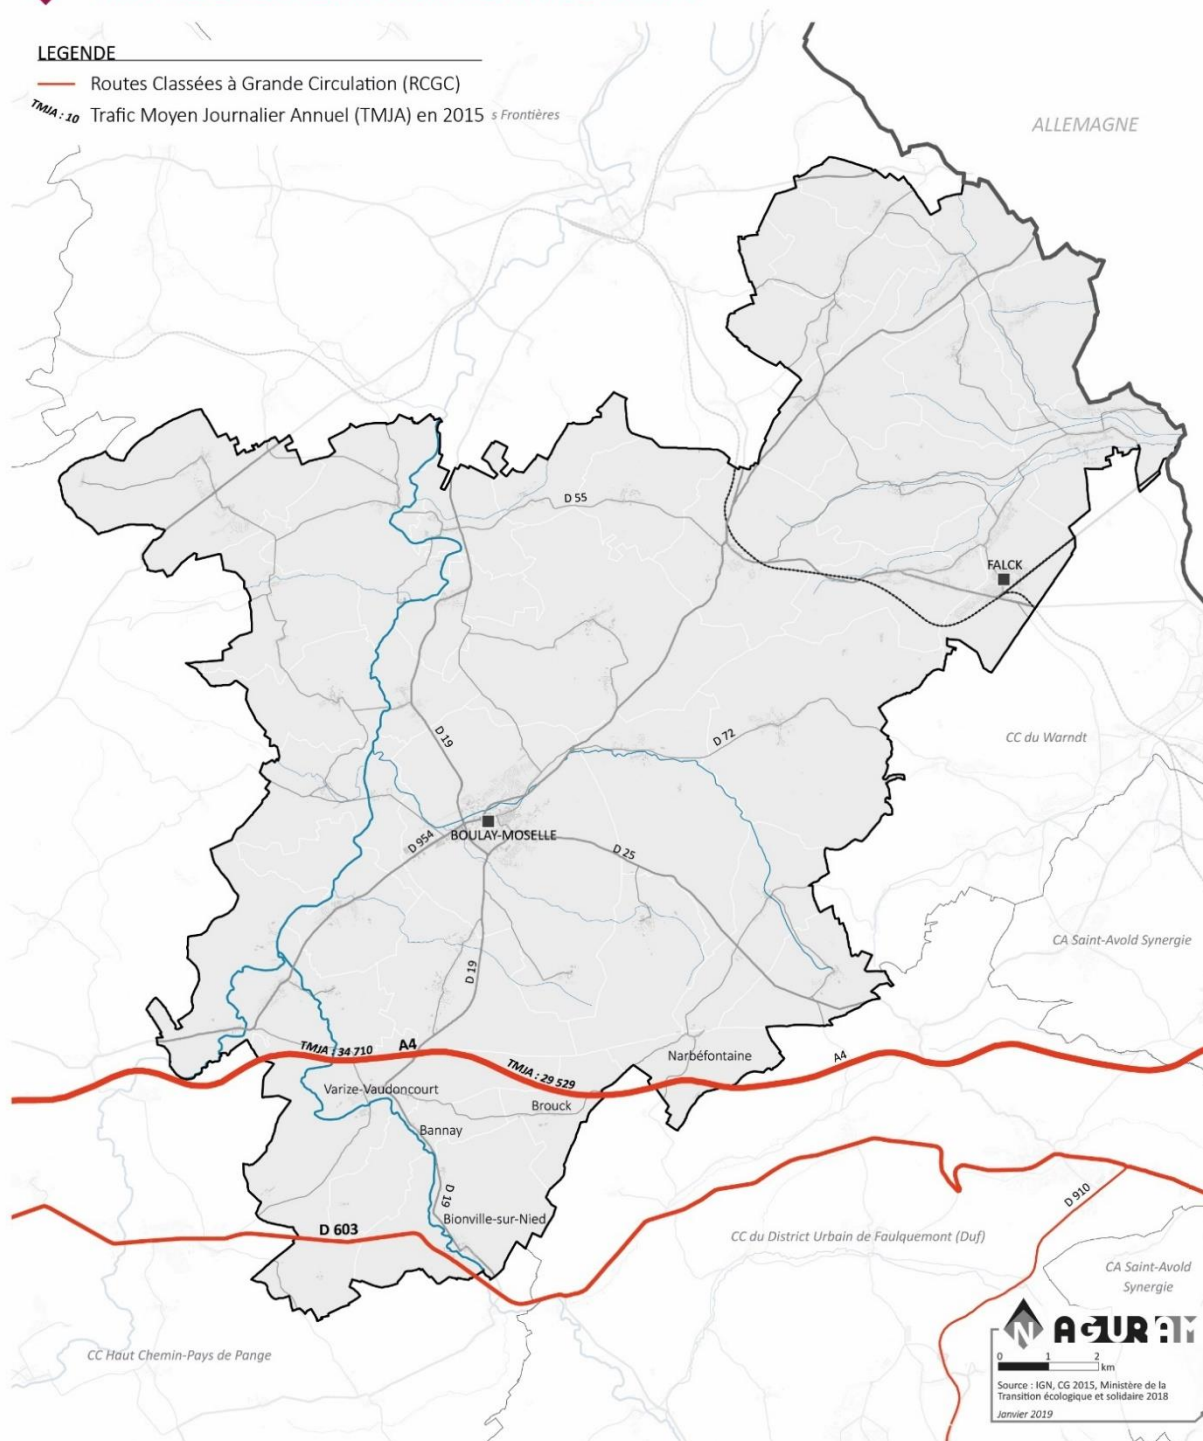 LEGENDE
Routes Classées à Grande Circulation (RCGC)
TMJA : 10
Trafic Moyen Journalier Annuel (TMJA) en 2015
s Frontières
ALLEMAGNE
D 55
FALCK
D 19
D 72
CC du Warndt
BOULAY-MOSELLE
D 954
D 25
CA Saint-Avold Synergie
D 19
TMJA : 34 710
A4
TMJA : 29 529
Narbéfontaine
A4
Varize-Vaudoncourt
Brouck
Bannay
D 19
D 910
Bionville-sur-Nied
D 603
CC du District Urbain de Faulquemont (Duf)
CA Saint-Avold
Synergie
CC Haut Chemin-Pays de Pange
N
AGURAM
0 1 2
km
Source : IGN, CG 2015, Ministère de la
Transition écologique et solidaire 2018
Janvier 2019